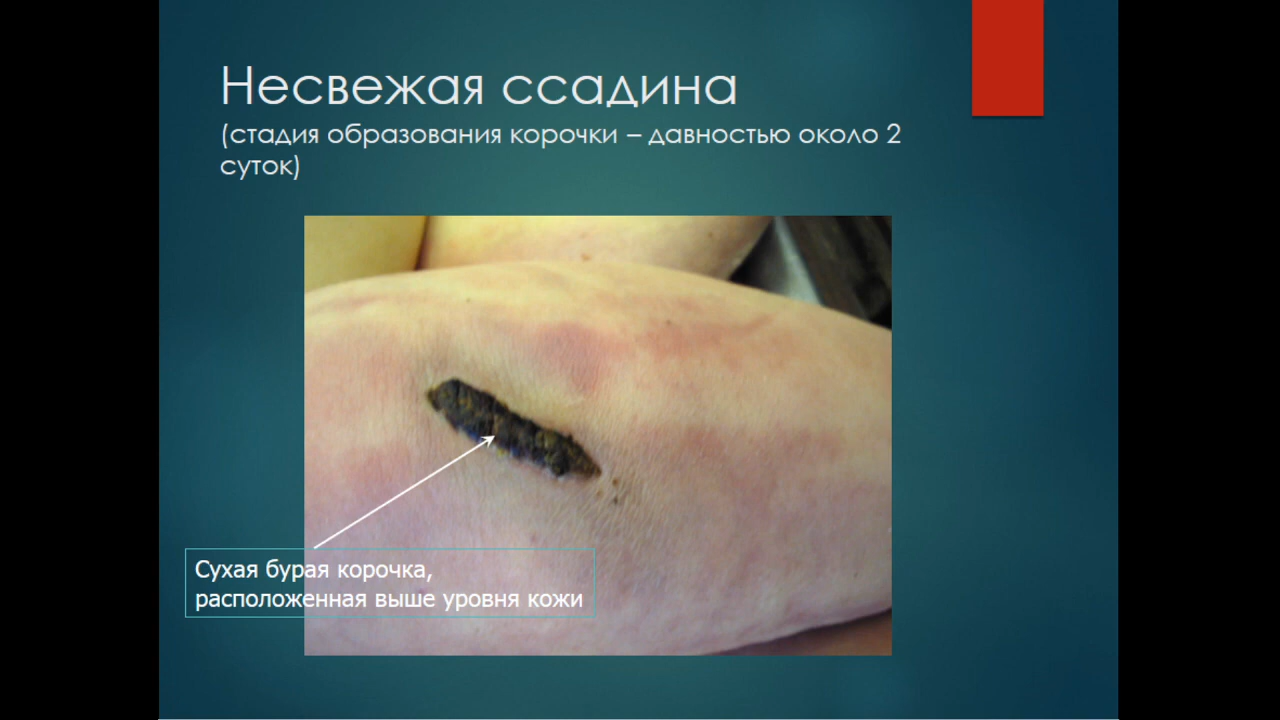 Несвежая ссадина
(стадия образования корочки – давностью около 2
суток)
Сухая бурая корочка,
расположенная выше уровня кожи